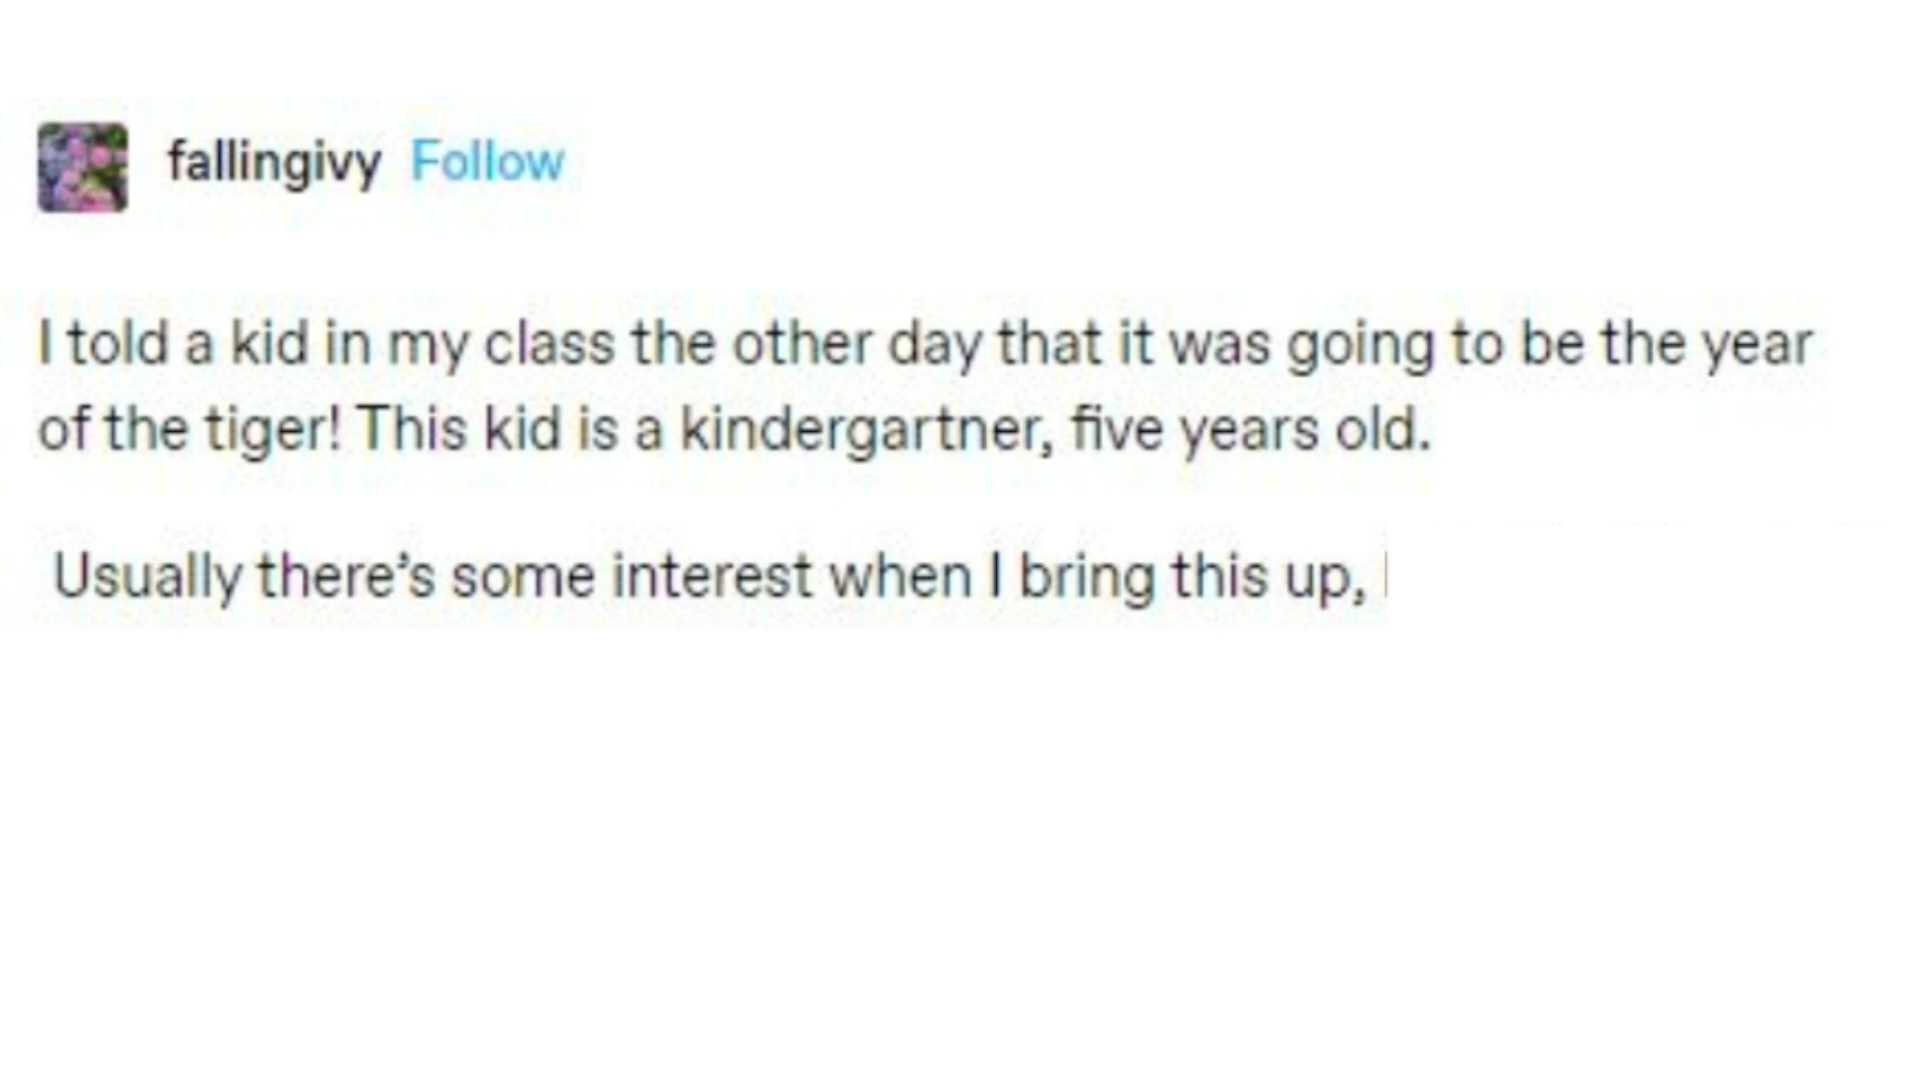 fallingivy Follow
I told a kid in my class the other day that it was going to be the year
of the tiger! This kid is a kindergartner, five years old.
Usually there’s some interest when I bring this up,